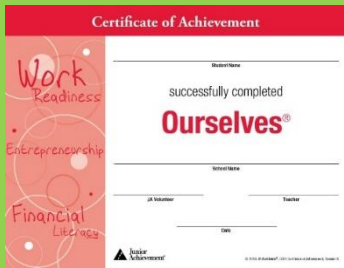 Certificate of Achievement
Work
Readiness
Entrepreneurship
Financial
Literacy
Student Name
successfully completed
Ourselves®
School Name
JA Volunteer Teacher
Date
Junior
Achievement®